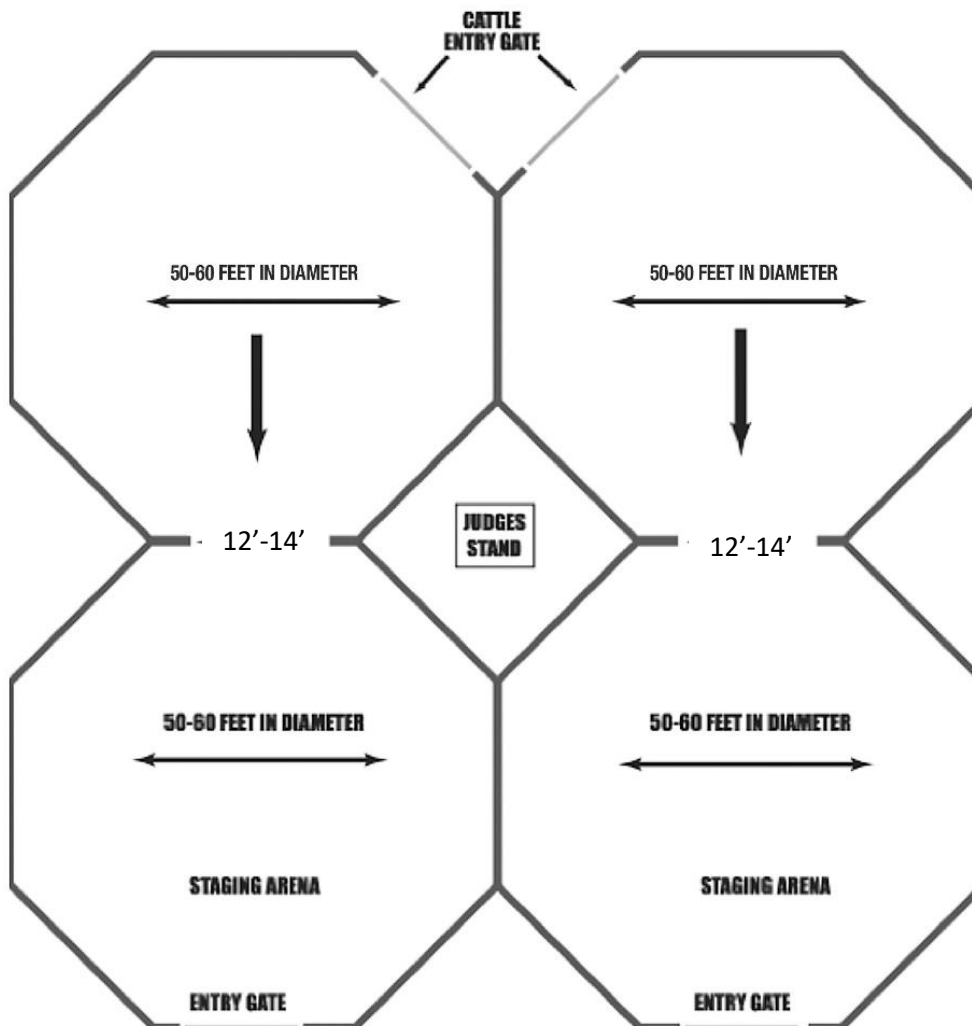 CATTLE
ENTRY GATE
50-60 FEET IN DIAMETER
50-60 FEET IN DIAMETER
JUDGES
STAND
12’-14’
12’-14’
50-60 FEET IN DIAMETER
50-60 FEET IN DIAMETER
STAGING ARENA
STAGING ARENA
ENTRY GATE
ENTRY GATE